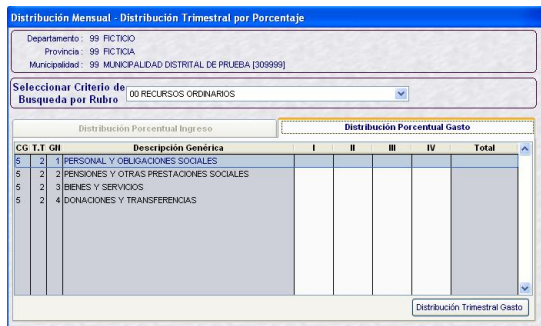 Distribución Mensual - Distribución Trimestral por Porcentaje
Departamento : 99 FICTICIO
Provincia : 99 FICTICIA
Municipalidad : 99 MUNICIPALIDAD DISTRITAL DE PRUEBA [309999]
Seleccionar Criterio de Busqueda por Rubro 00 RECURSOS ORDINARIOS
Distribución Porcentual Ingreso Distribución Porcentual Gasto
CG T.T GN Descripción Genérica I II III IV Total
5 2 1 PERSONAL Y OBLIGACIONES SOCIALES
5 2 2 PENSIONES Y OTRAS PRESTACIONES SOCIALES
5 2 3 BIENES Y SERVICIOS
5 2 4 DONACIONES Y TRANSFERENCIAS
Distribución Trimestral Gasto